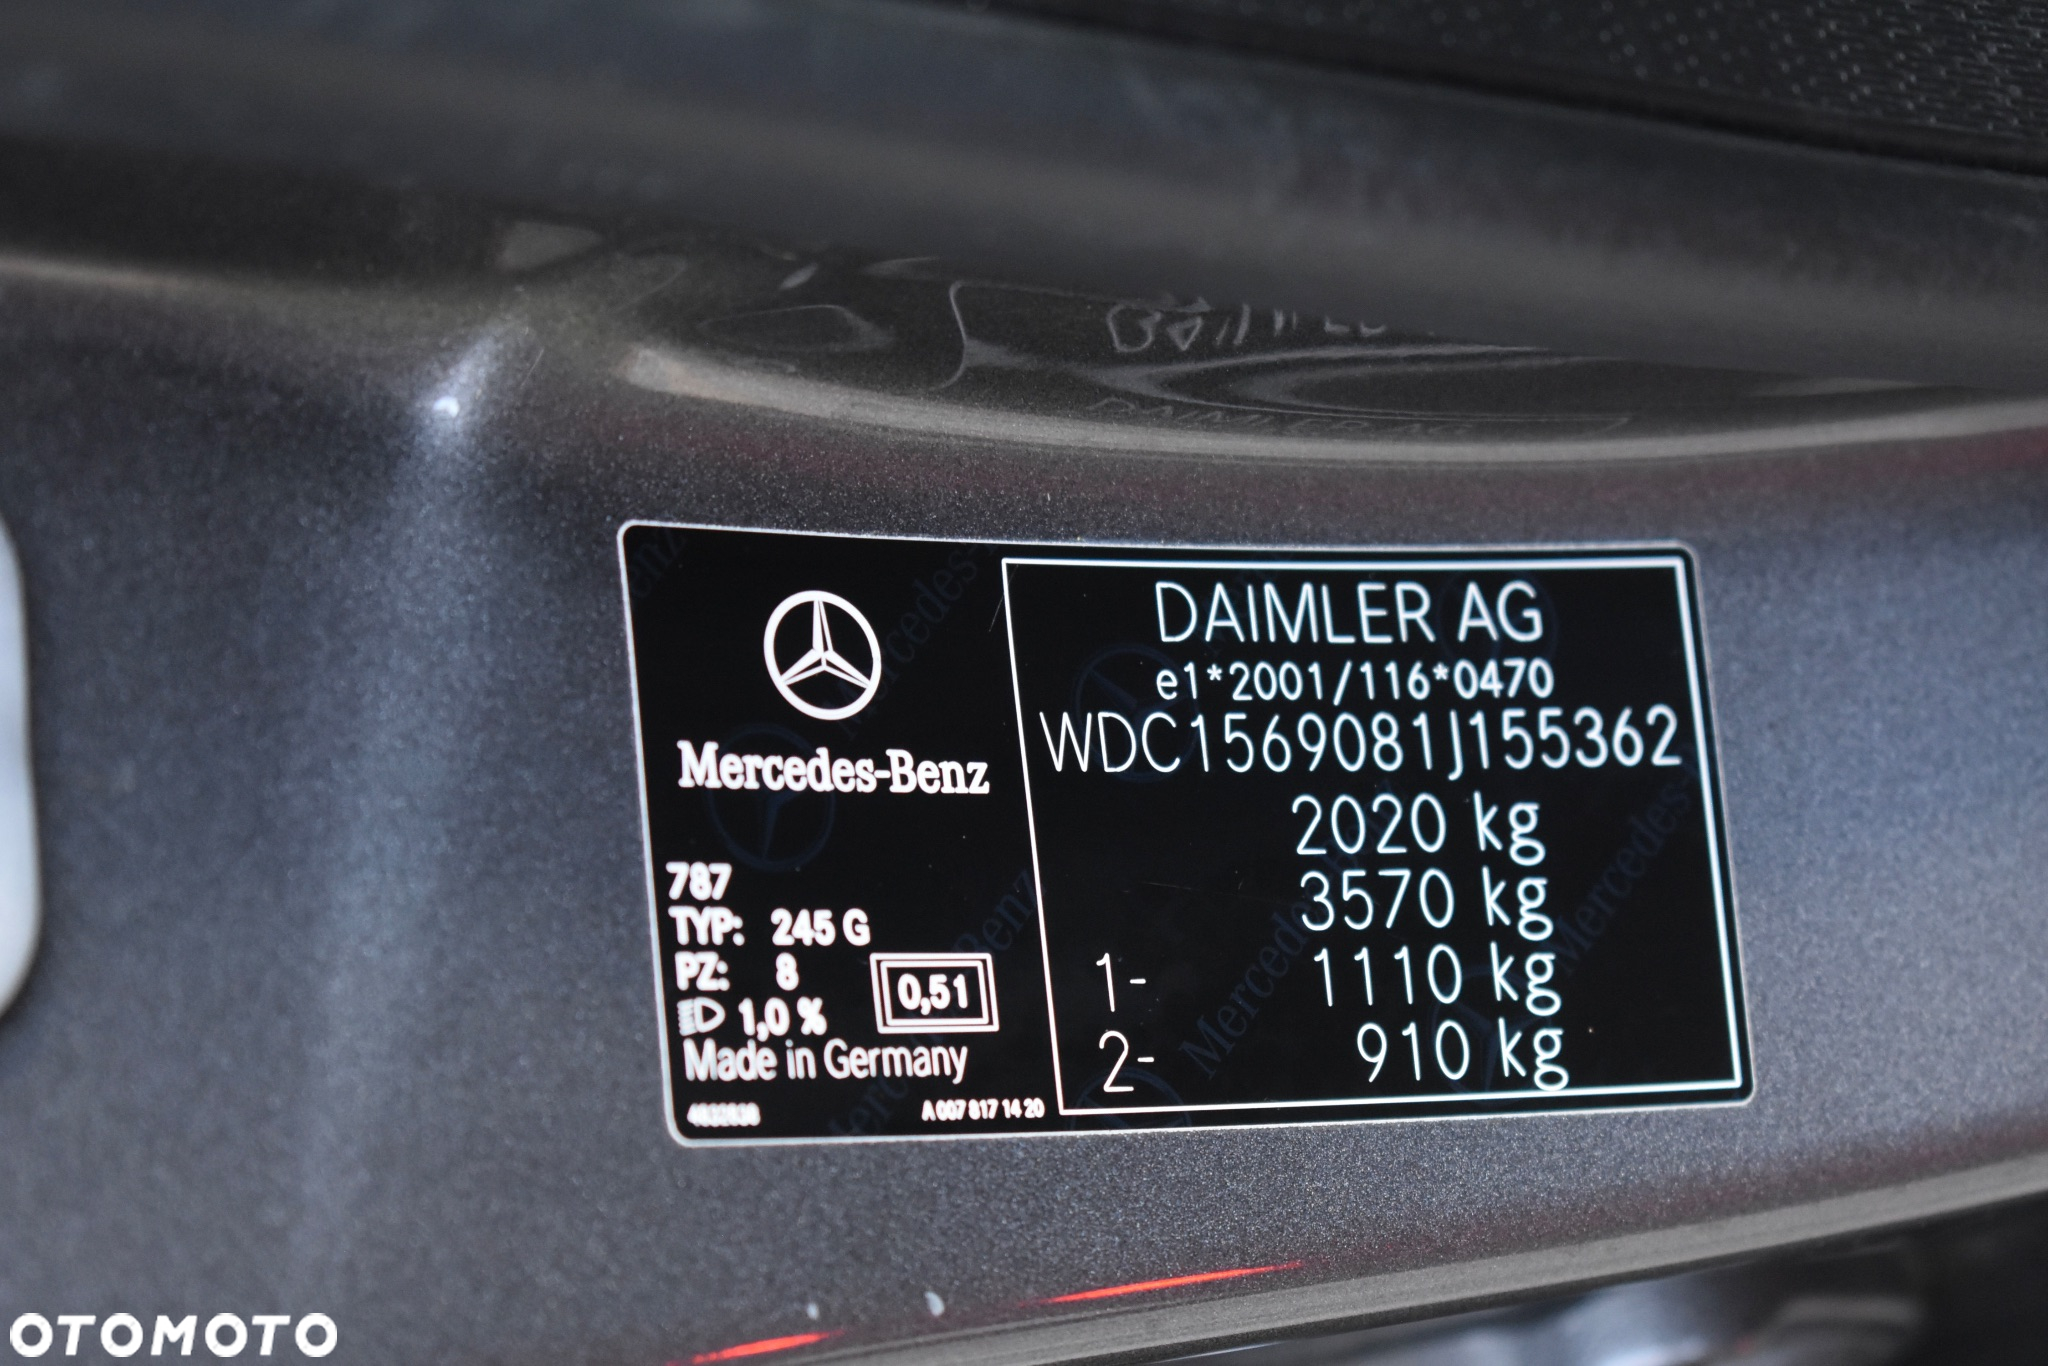 Mercedes-Benz
787
TYP: 245 G
PZ: 8
1,0 %
0,51
Made in Germany
A 007 817 14 20
DAIMLER AG
e1*2001/116*0470
WDC1569081J155362
2020 kg
3570 kg
1- 1110 kg
2- 910 kg
OTOMOTO